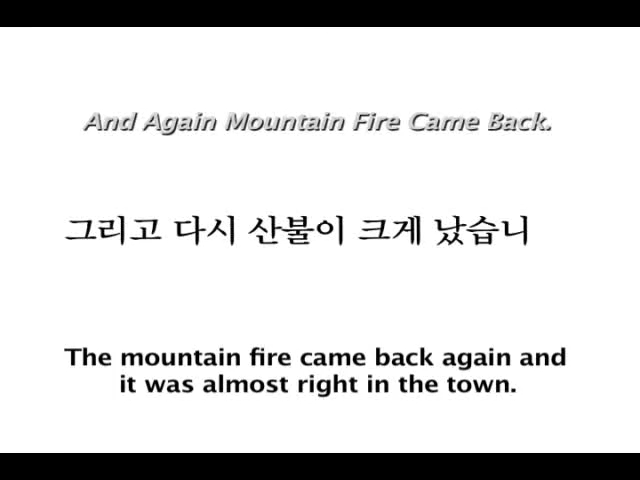 And Again Mountain Fire Came Back.
그리고 다시 산불이 크게 났습니
The mountain fire came back again and
it was almost right in the town.